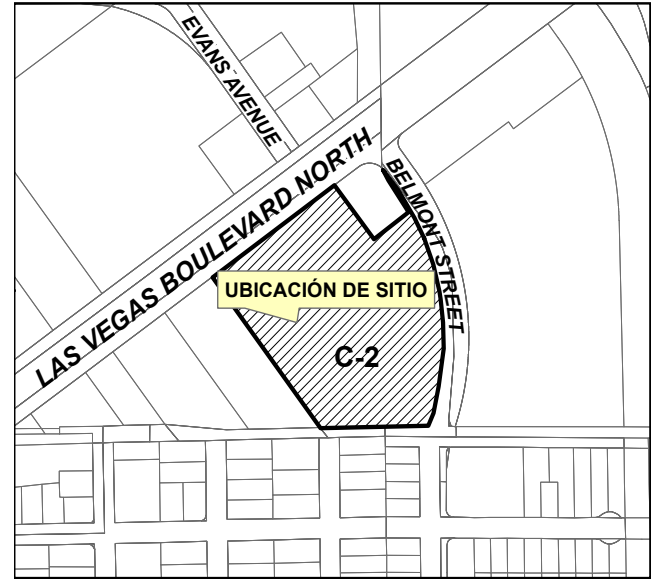 EVANS AVENUE
LAS VEGAS BOULEVARD NORTH
BELMONT STREET
UBICACIÓN DE SITIO
C-2